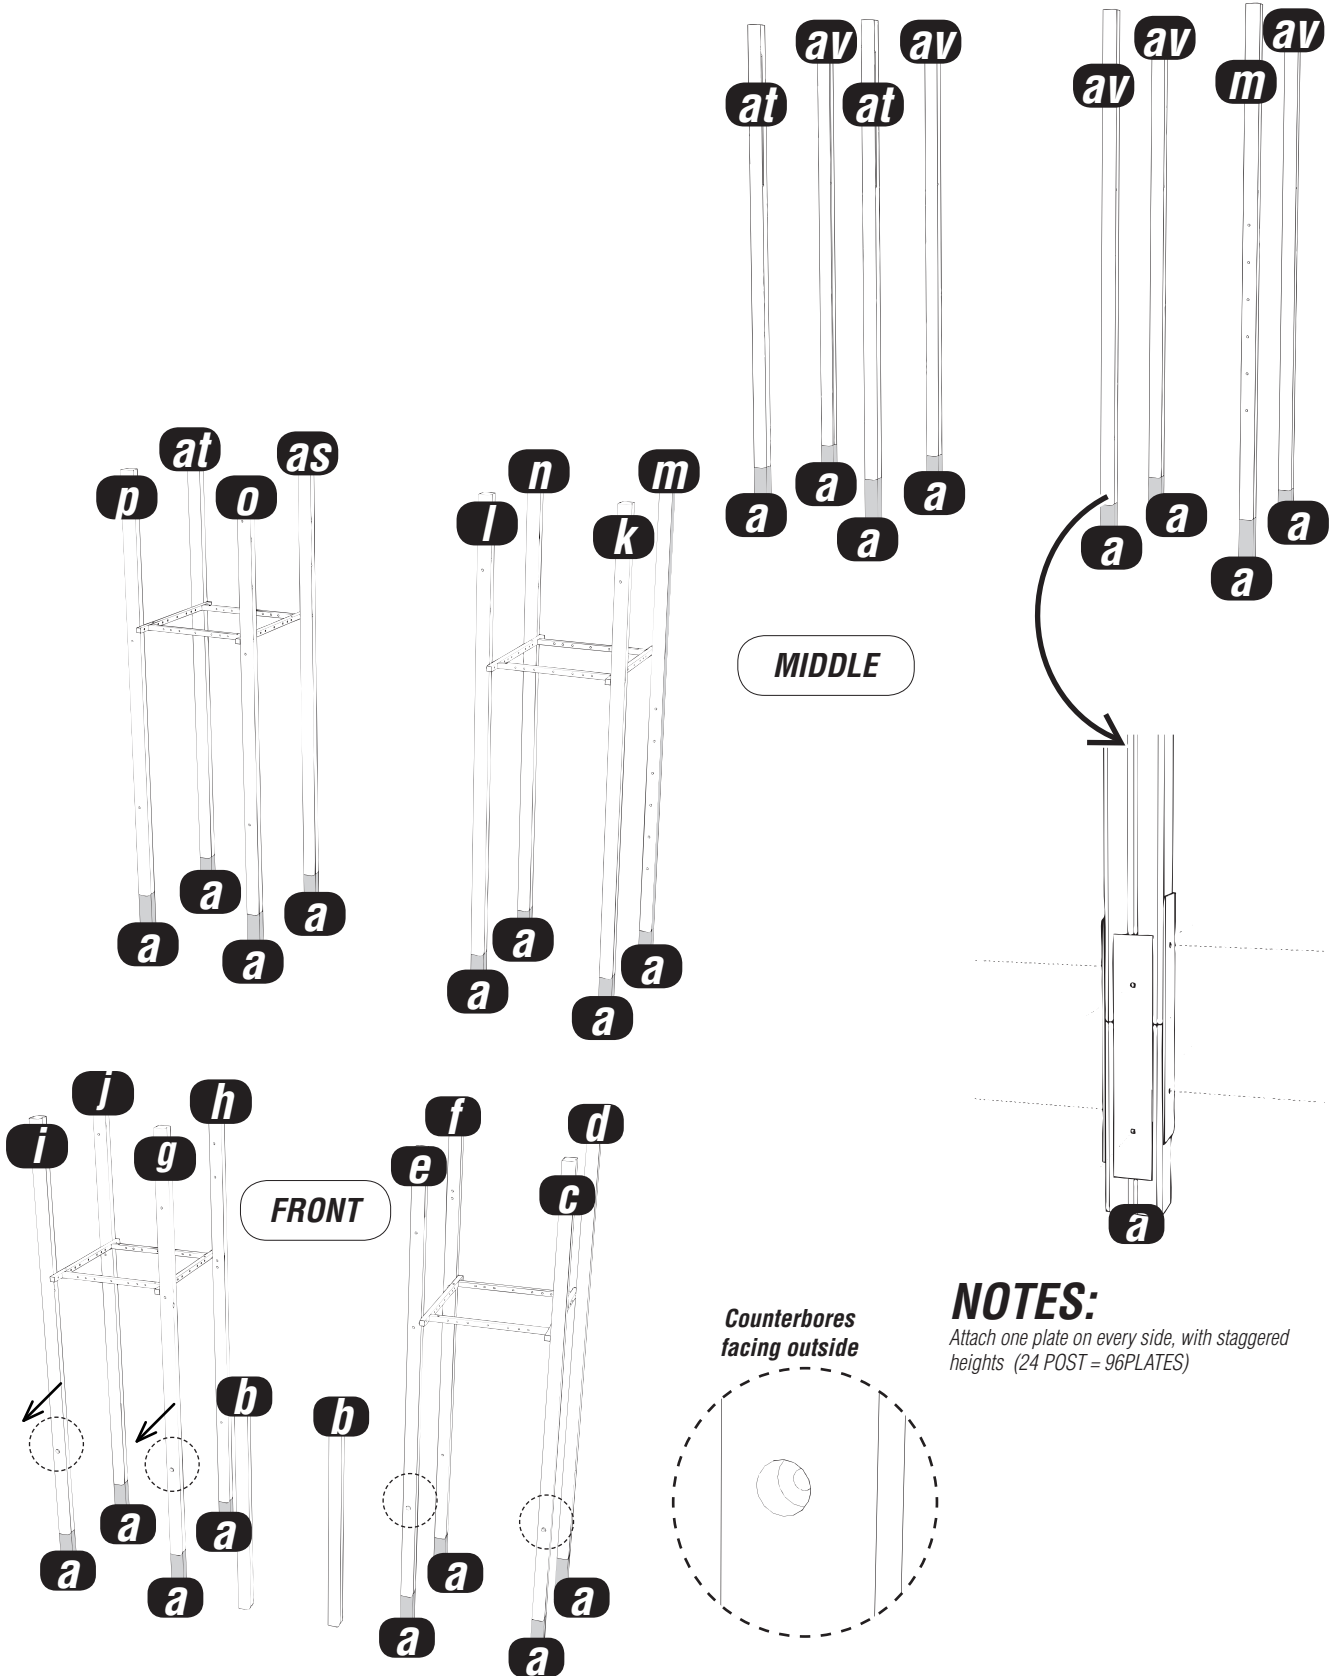 av
av
at
at
av
av
av
m
a
a
a
a
a
a
a
a
at
as
p
o
n
m
l
k
MIDDLE
a
a
a
a
a
a
a
a
j
h
i
g
f
d
e
c
FRONT
b
b
a
a
a
a
a
a
a
a
a
Counterbores
facing outside
NOTES:
Attach one plate on every side, with staggered
heights (24 POST = 96PLATES)